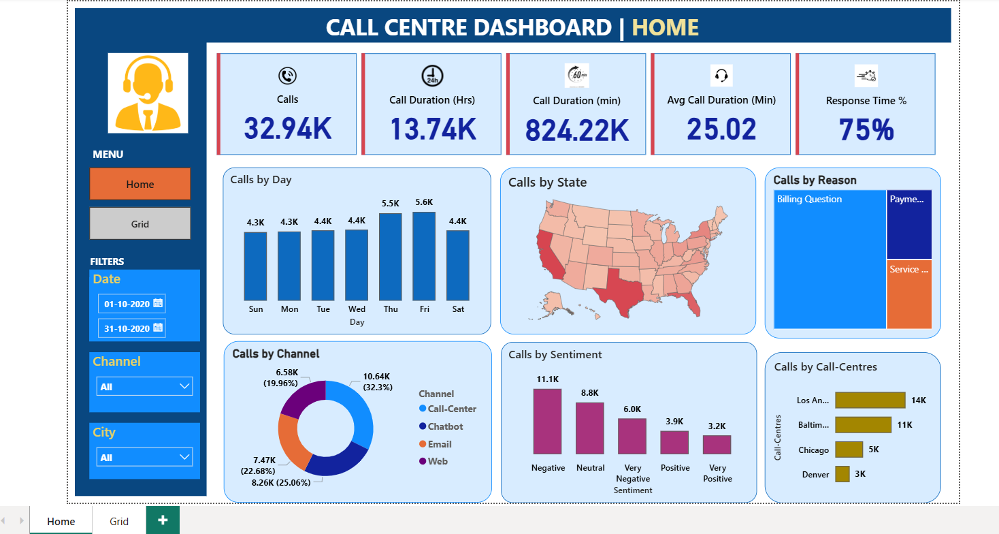 CALL CENTRE DASHBOARD | HOME
MENU
Home
Grid
FILTERS
Date
01-10-2020
31-10-2020
Channel
All
City
All
Calls
32.94K
24h
Call Duration (Hrs)
13.74K
60 min
Call Duration (min)
824.22K
Avg Call Duration (Min)
25.02
Response Time %
75%
Calls by Day
4.3K
4.3K
4.4K
4.4K
5.5K
5.6K
4.4K
Sun
Mon
Tue
Wed
Thu
Fri
Sat
Day
Calls by State
Calls by Reason
Billing Question
Payme...
Service ...
Calls by Channel
6.58K
(19.96%)
10.64K
(32.3%)
7.47K
(22.68%)
8.26K (25.06%)
Channel
Call-Center
Chatbot
Email
Web
Calls by Sentiment
11.1K
8.8K
6.0K
3.9K
3.2K
Negative
Neutral
Very
Negative
Positive
Very
Positive
Sentiment
Calls by Call-Centres
Call-Centres
Los An...
14K
Baltim...
11K
Chicago
5K
Denver
3K
Home
Grid